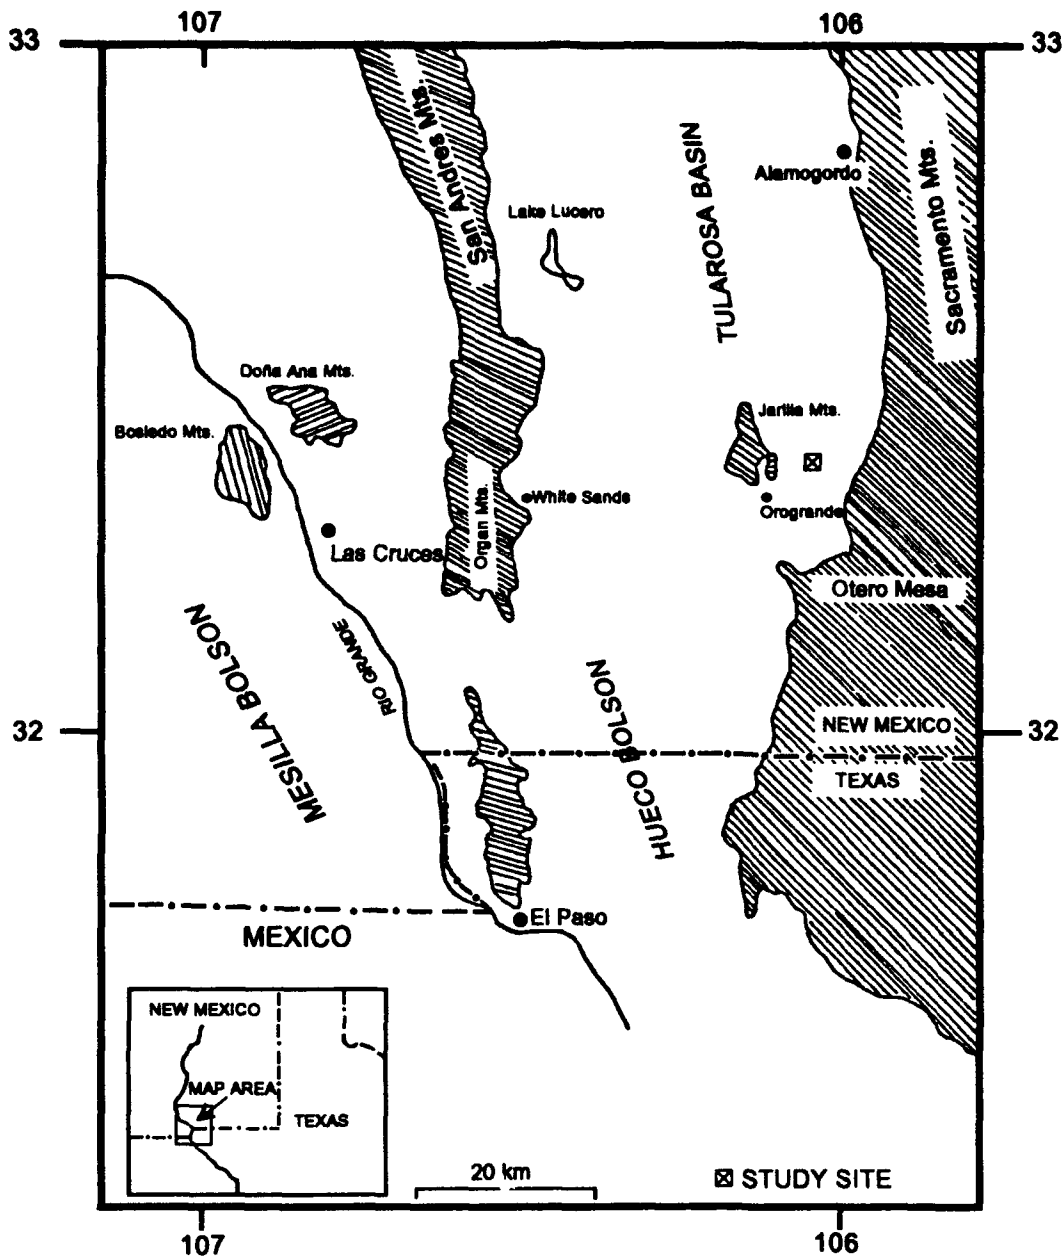 107
106
33
33
San Andres Mts.
TULAROSA BASIN
Alamogordo
Sacramento Mts.
Lake Lucero
Doña Ana Mts.
Bosledo Mts.
Jarilla Mts.
White Sands
Orogrande
Organ Mts.
Las Cruces
Otero Mesa
MESILLA BOLSON
RIO GRANDE
HUECO BOLSON
32
32
NEW MEXICO
TEXAS
El Paso
MEXICO
NEW MEXICO
MAP AREA
TEXAS
20 km
STUDY SITE
107
106